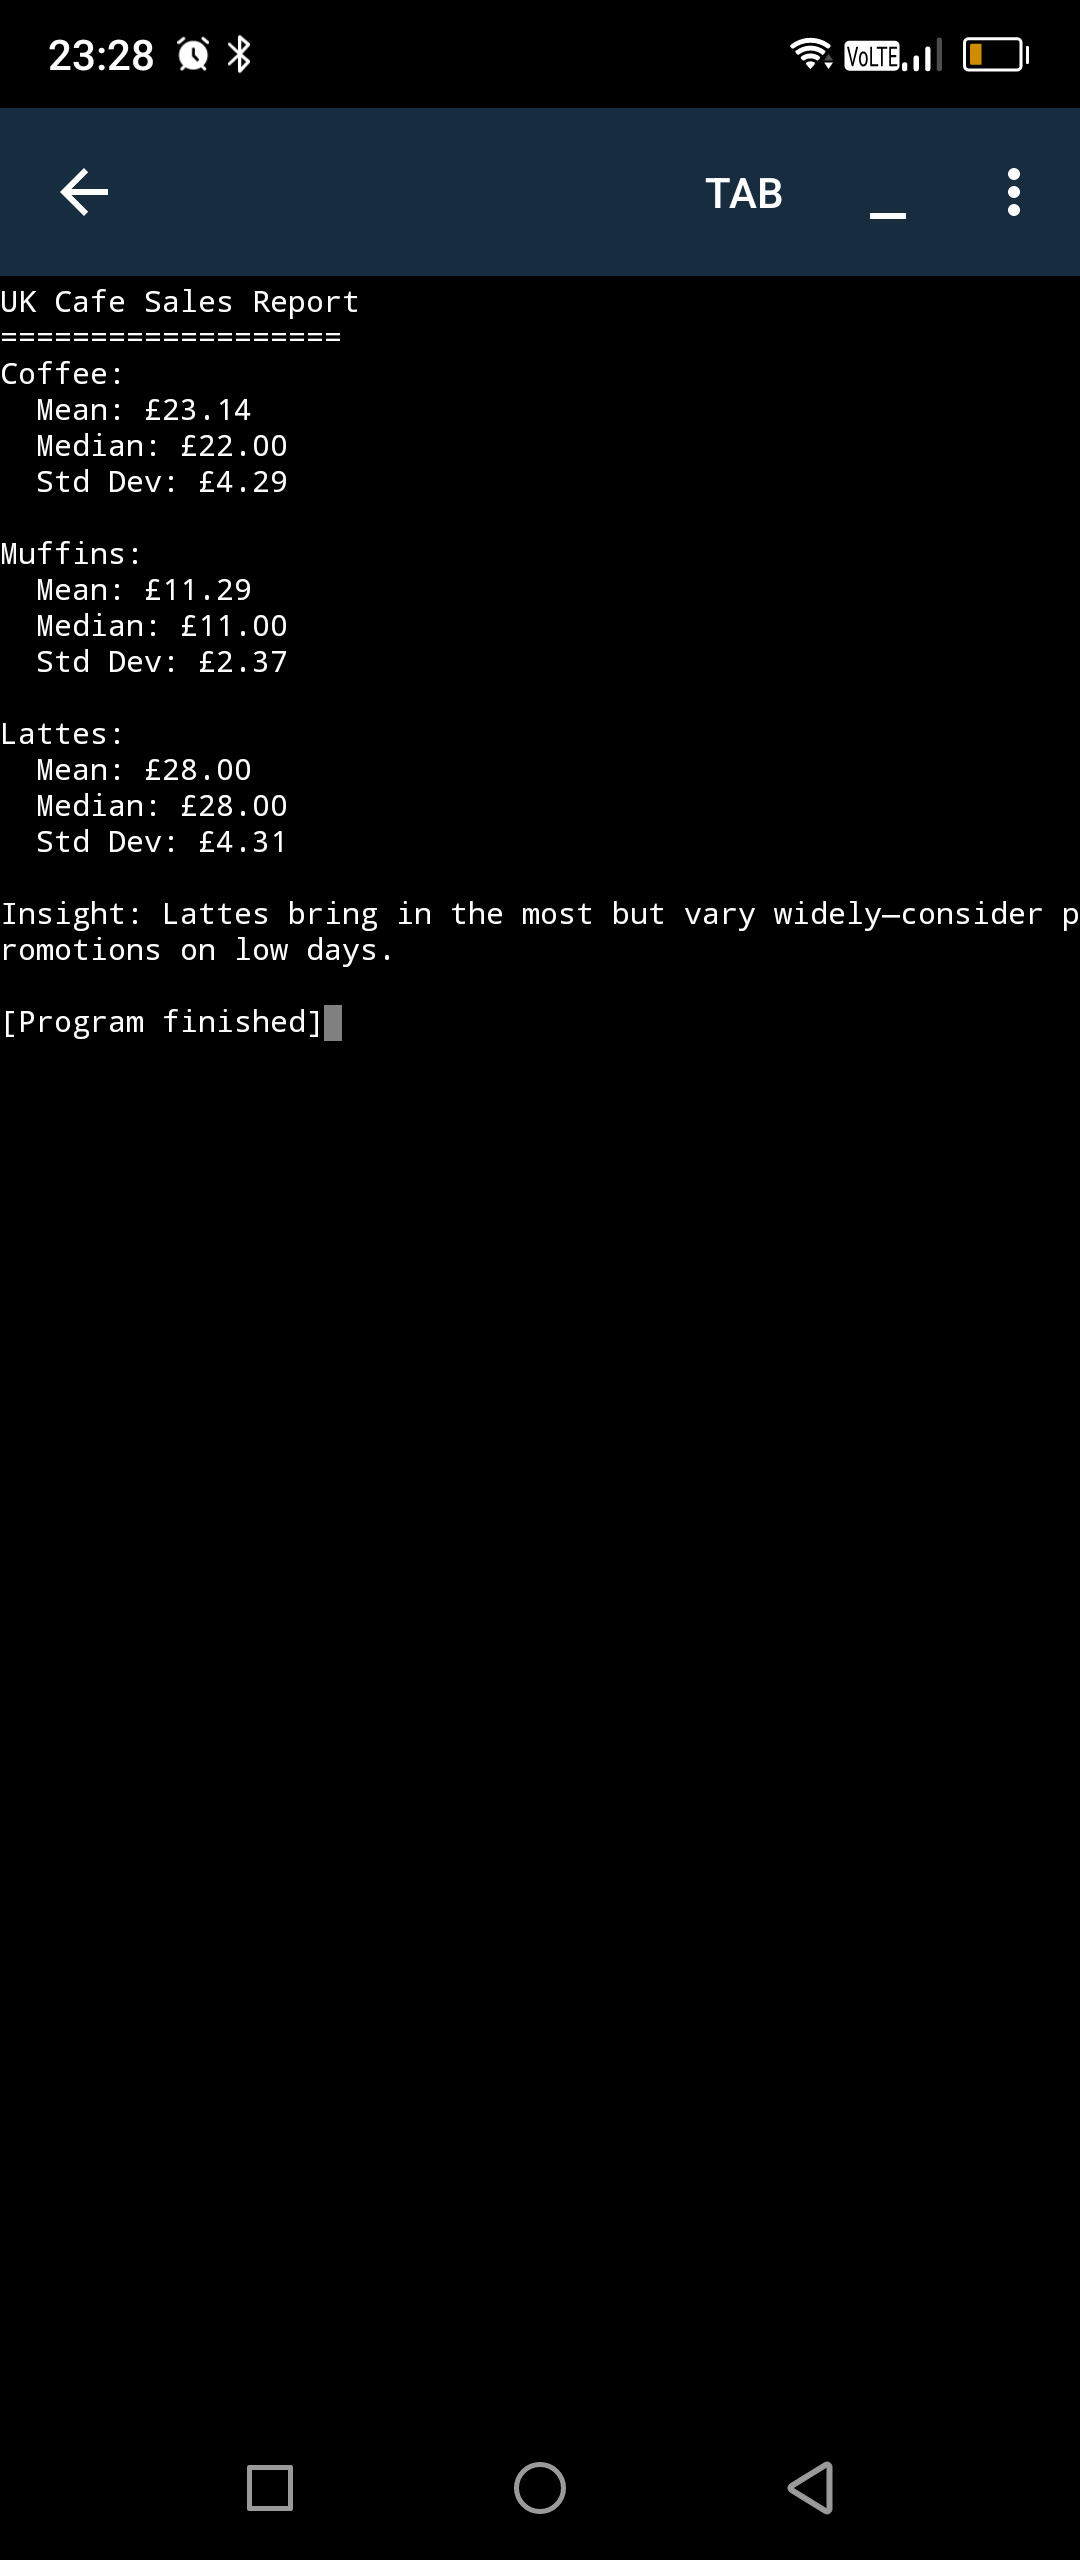 23:28
VoLTE
TAB
UK Cafe Sales Report
===================
Coffee:
  Mean: £23.14
  Median: £22.00
  Std Dev: £4.29

Muffins:
  Mean: £11.29
  Median: £11.00
  Std Dev: £2.37

Lattes:
  Mean: £28.00
  Median: £28.00
  Std Dev: £4.31

Insight: Lattes bring in the most but vary widely—consider p
romotions on low days.

[Program finished]